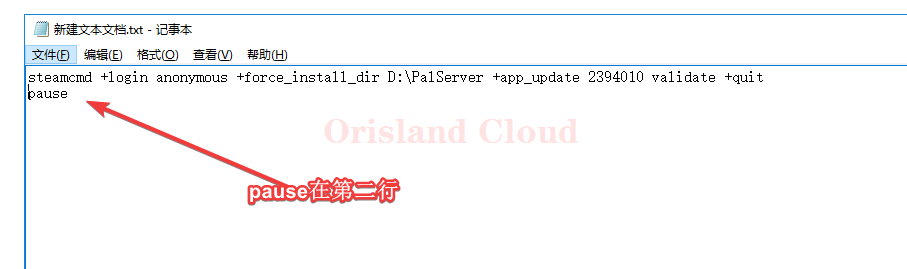 新建文本文档.txt - 记事本
文件(F) 编辑(E) 格式(O) 查看(V) 帮助(H)
steamcmd +login anonymous +force_install_dir D:\PalServer +app_update 2394010 validate +quit
pause
Orisland Cloud
pause在第二行